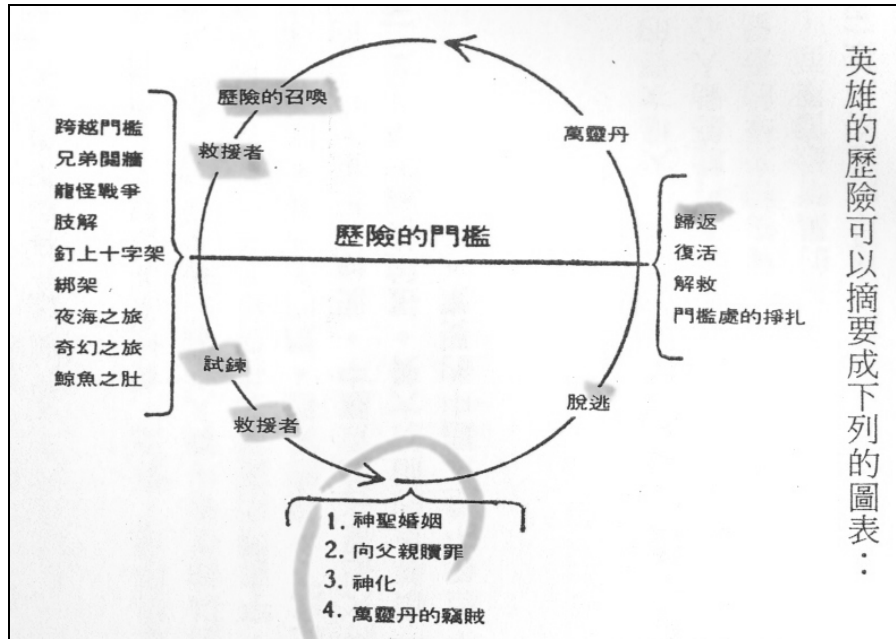 英雄的歷險可以摘要成下列的圖表：
歷險的召喚
救援者
跨越門檻
兄弟鬩牆
龍怪戰爭
肢解
釘上十字架
綁架
夜海之旅
奇幻之旅
鯨魚之肚
歷險的門檻
試鍊
救援者
1. 神聖婚姻
2. 向父親贖罪
3. 神化
4. 萬靈丹的竊賊
脫逃
歸返
復活
解救
門檻處的掙扎
萬靈丹